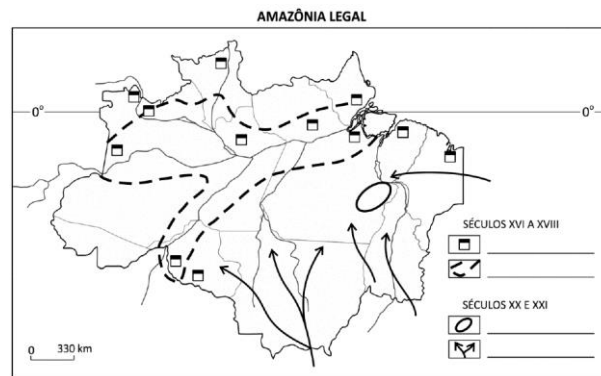 AMAZÔNIA LEGAL
0°
0°
SÉCULOS XVI A XVIII
SÉCULOS XX E XXI
0 330 km